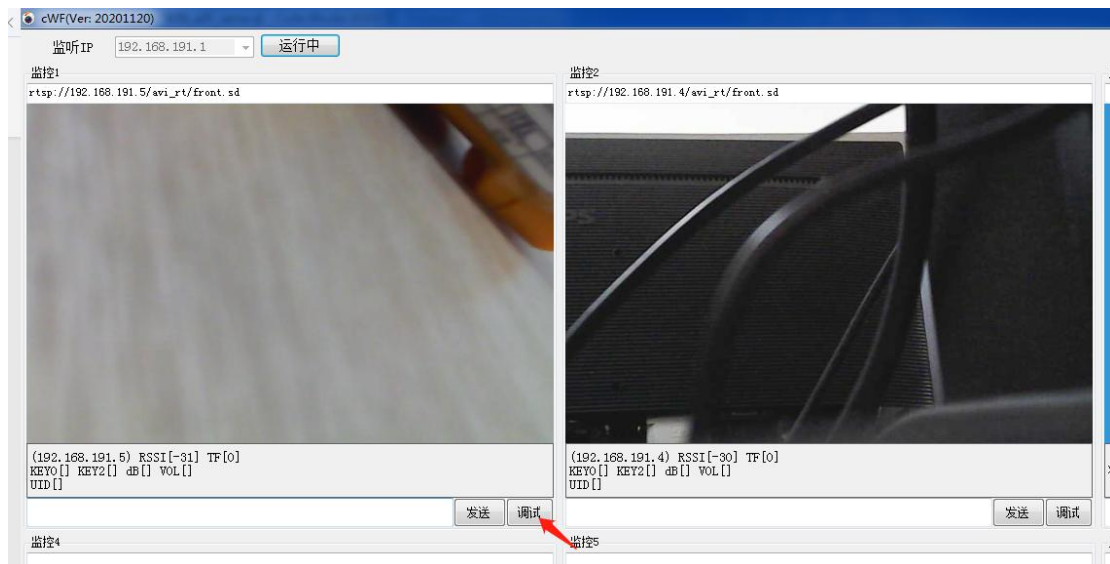 cWF(Ver: 20201120)
监听IP 192.168.191.1 运行中
监控1
rtsp://192.168.191.5/avi_rt/front.sd
(192.168.191.5) RSSI[-31] TF[0]
KEY0[] KEY2[] dB[] VOL[]
UID[]
发送 调试
监控2
rtsp://192.168.191.4/avi_rt/front.sd
(192.168.191.4) RSSI[-30] TF[0]
KEY0[] KEY2[] dB[] VOL[]
UID[]
发送 调试
监控4
监控5